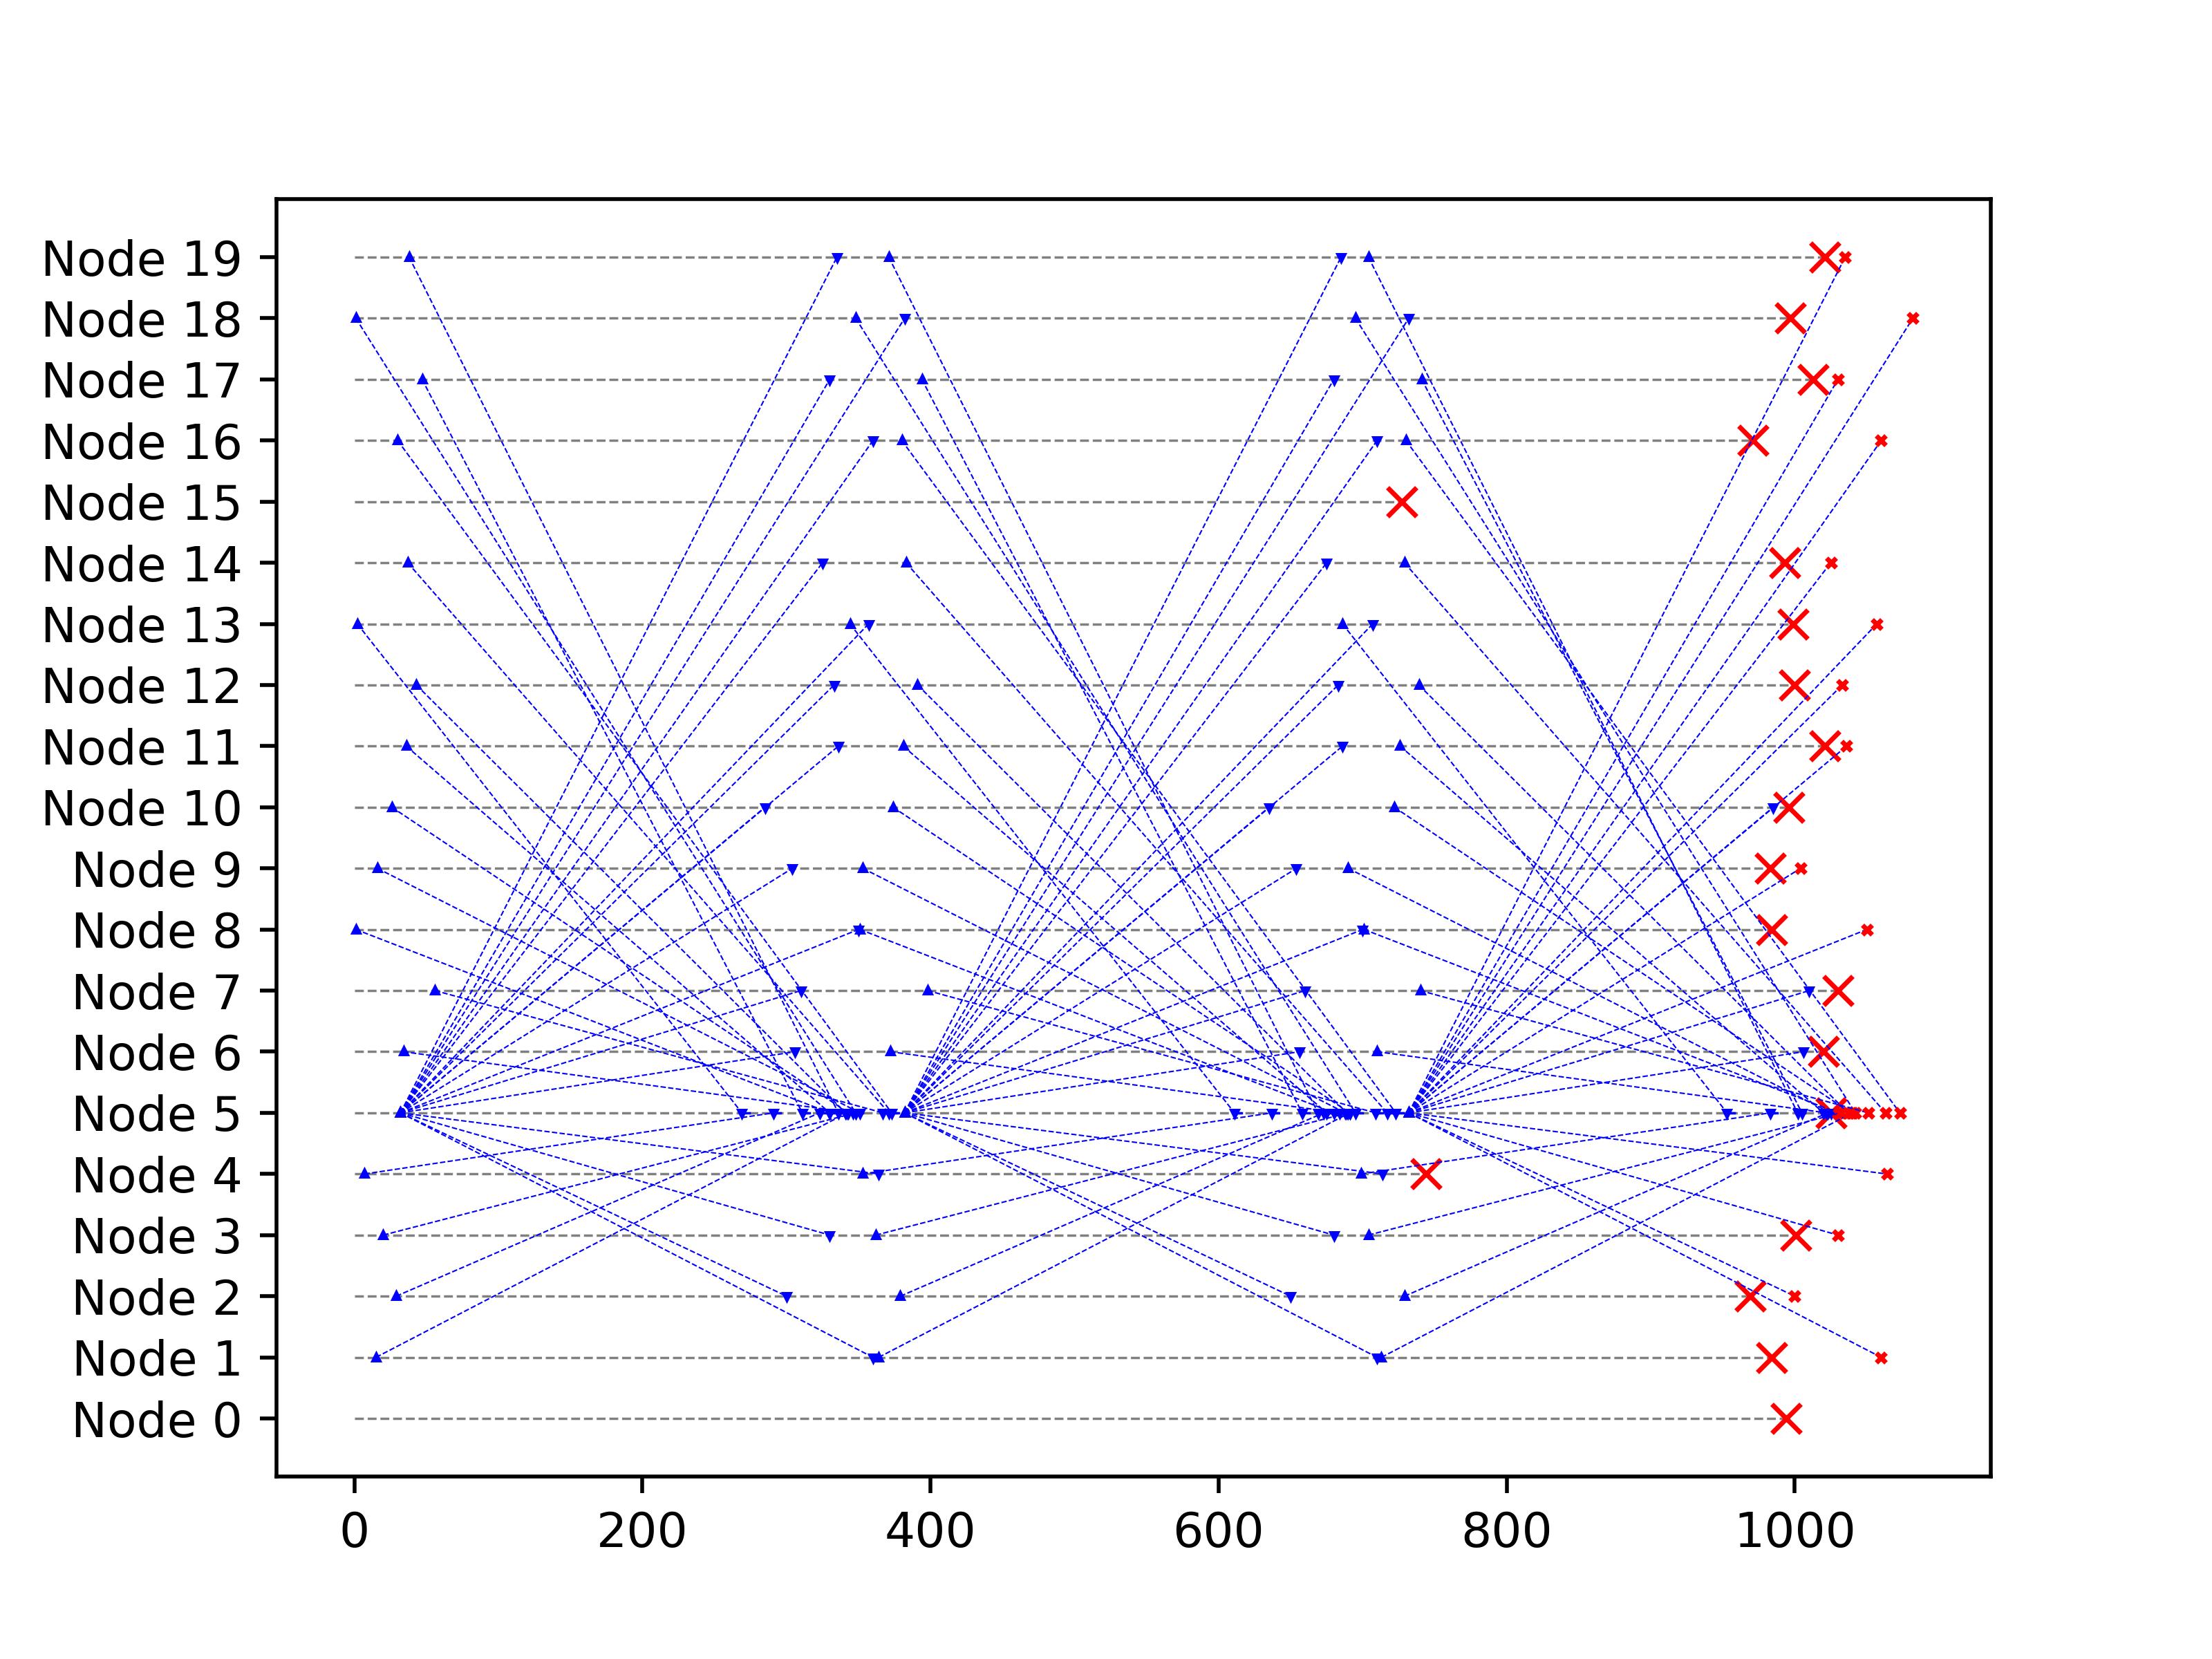 Node 19
Node 18
Node 17
Node 16
Node 15
Node 14
Node 13
Node 12
Node 11
Node 10
Node 9
Node 8
Node 7
Node 6
Node 5
Node 4
Node 3
Node 2
Node 1
Node 0
0 200 400 600 800 1000